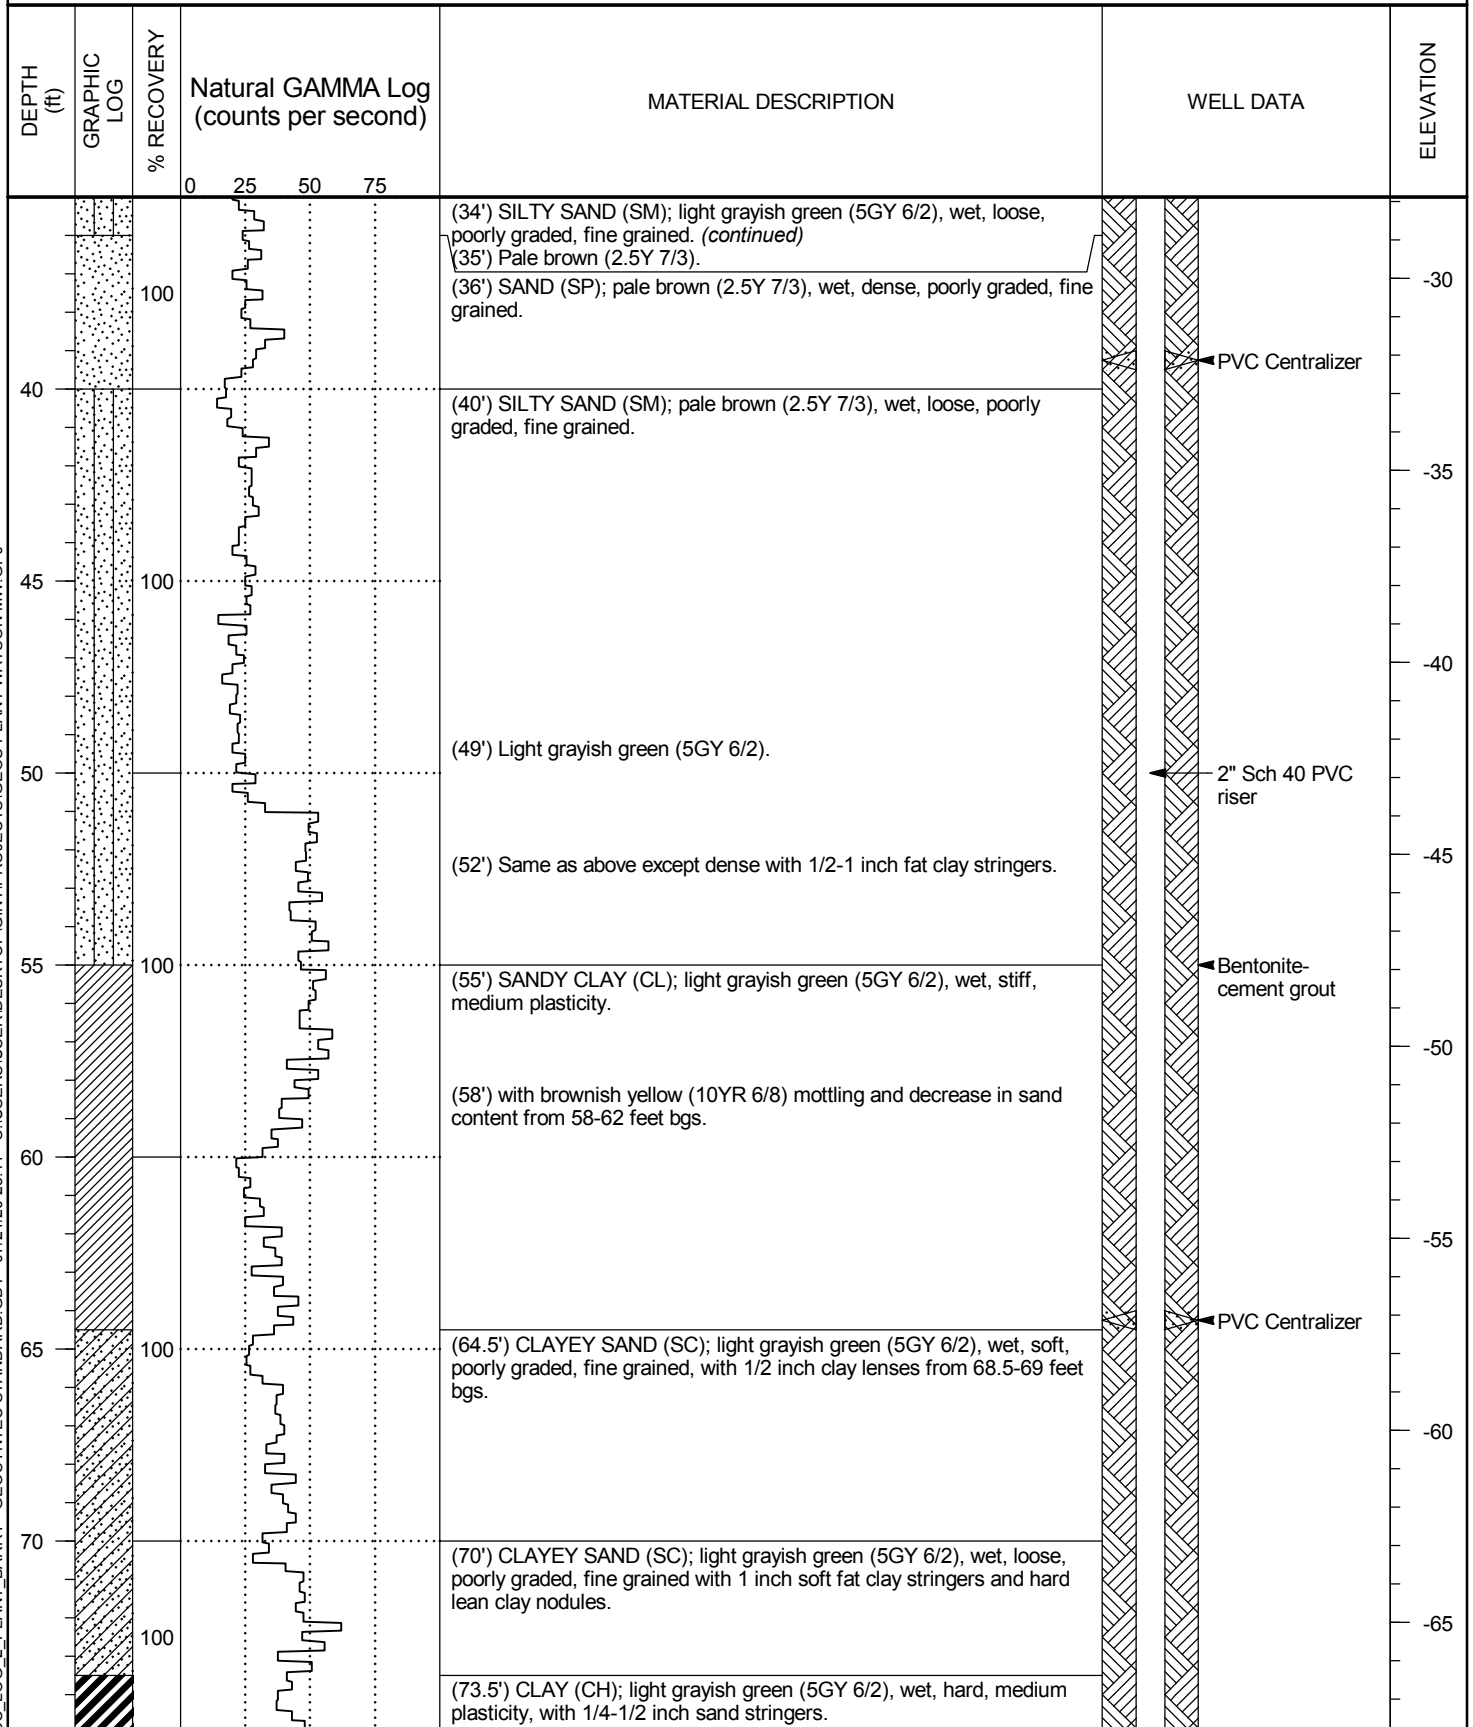 DEPTH
(ft)
GRAPHIC
LOG
% RECOVERY
Natural GAMMA Log
(counts per second)
0 25 50 75
MATERIAL DESCRIPTION
WELL DATA
ELEVATION
(34') SILTY SAND (SM); light grayish green (5GY 6/2), wet, loose,
poorly graded, fine grained. (continued)
(35') Pale brown (2.5Y 7/3).
(36') SAND (SP); pale brown (2.5Y 7/3), wet, dense, poorly graded, fine
grained.
100
-30
PVC Centralizer
40
(40') SILTY SAND (SM); pale brown (2.5Y 7/3), wet, loose, poorly
graded, fine grained.
-35
45
100
-40
(49') Light grayish green (5GY 6/2).
50
2" Sch 40 PVC
riser
-45
(52') Same as above except dense with 1/2-1 inch fat clay stringers.
55
100
(55') SANDY CLAY (CL); light grayish green (5GY 6/2), wet, stiff,
medium plasticity.
Bentonite-
cement grout
-50
(58') with brownish yellow (10YR 6/8) mottling and decrease in sand
content from 58-62 feet bgs.
60
-55
PVC Centralizer
65
100
(64.5') CLAYEY SAND (SC); light grayish green (5GY 6/2), wet, soft,
poorly graded, fine grained, with 1/2 inch clay lenses from 68.5-69 feet
bgs.
-60
70
(70') CLAYEY SAND (SC); light grayish green (5GY 6/2), wet, loose,
poorly graded, fine grained with 1 inch soft fat clay stringers and hard
lean clay nodules.
100
-65
(73.5') CLAY (CH); light grayish green (5GY 6/2), wet, hard, medium
plasticity, with 1/4-1/2 inch sand stringers.